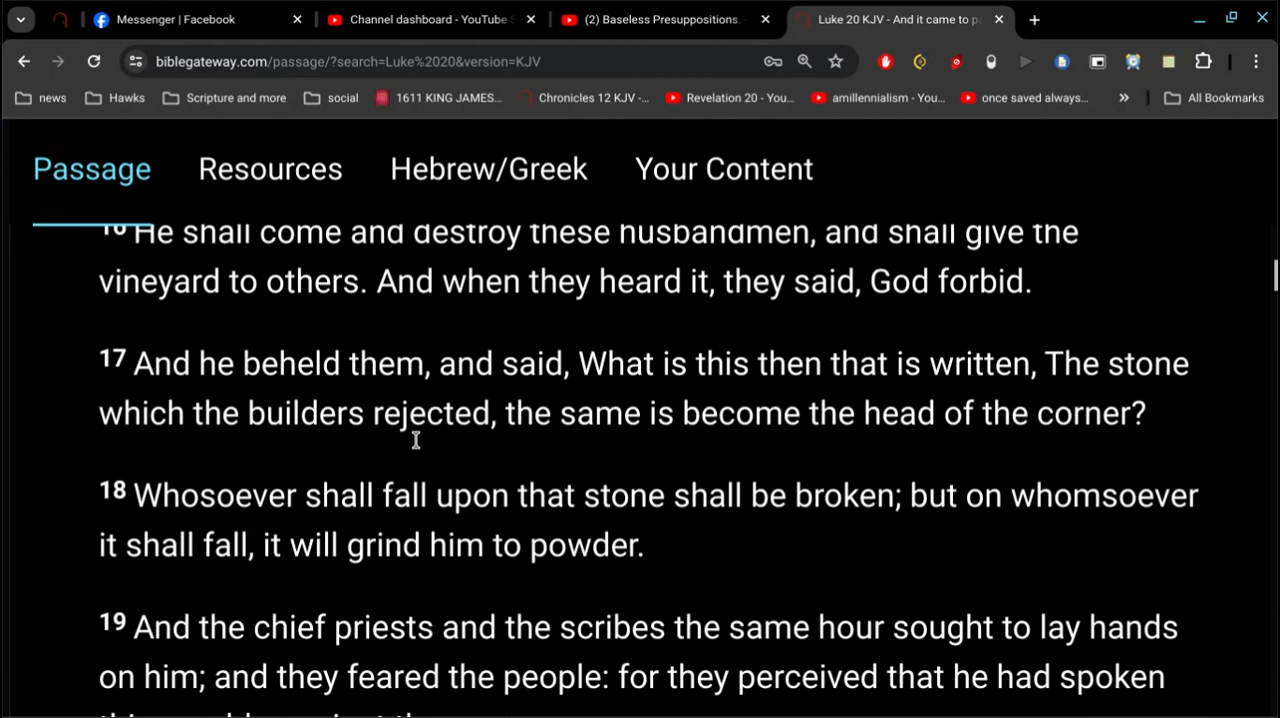 Messenger | Facebook
Channel dashboard - YouTube
(2) Baseless Presuppositions.
Luke 20 KJV - And it came to
biblegateway.com/passage/?search=Luke%2020&version=KJV
news
Hawks
Scripture and more
social
1611 KING JAMES...
Chronicles 12 KJV -...
Revelation 20 - You...
amillennialism - You...
once saved always...
All Bookmarks
Passage
Resources
Hebrew/Greek
Your Content
16 He shall come and destroy these husbandmen, and shall give the
vineyard to others. And when they heard it, they said, God forbid.
17 And he beheld them, and said, What is this then that is written, The stone
which the builders rejected, the same is become the head of the corner?
18 Whosoever shall fall upon that stone shall be broken; but on whomsoever
it shall fall, it will grind him to powder.
19 And the chief priests and the scribes the same hour sought to lay hands
on him; and they feared the people: for they perceived that he had spoken